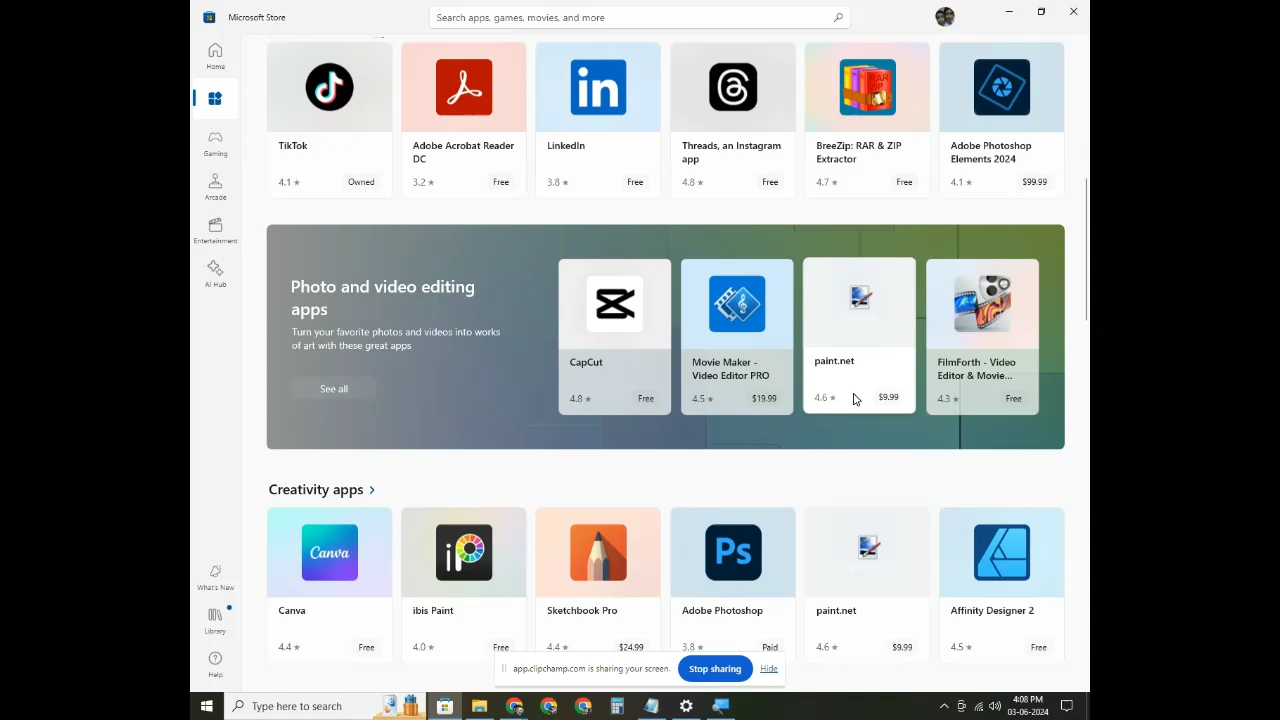 Microsoft Store
Search apps, games, movies, and more
Home
Gaming
Arcade
Entertainment
AI Hub
What's New
Library
Help
TikTok
4.1 ★ Owned
Adobe Acrobat Reader
DC
3.2 ★ Free
LinkedIn
3.8 ★ Free
Threads, an Instagram
app
4.8 ★ Free
RAR
ZIP
BreeZip: RAR & ZIP
Extractor
4.7 ★ Free
Adobe Photoshop
Elements 2024
4.1 ★ $99.99
Photo and video editing
apps
Turn your favorite photos and videos into works
of art with these great apps
See all
CapCut
4.8 ★ Free
Movie Maker -
Video Editor PRO
4.5 ★ $19.99
paint.net
4.6 ★ $9.99
FilmForth - Video
Editor & Movie...
4.3 ★ Free
Creativity apps >
Canva
Canva
4.4 ★ Free
iP
ibis Paint
4.0 ★ Free
Sketchbook Pro
4.4 ★ $24.99
Ps
Adobe Photoshop
3.8 ★ Paid
paint.net
4.6 ★ $9.99
Affinity Designer 2
4.5 ★ Free
app.clipchamp.com is sharing your screen.
Stop sharing
Hide
Type here to search
4:08 PM
03-06-2024